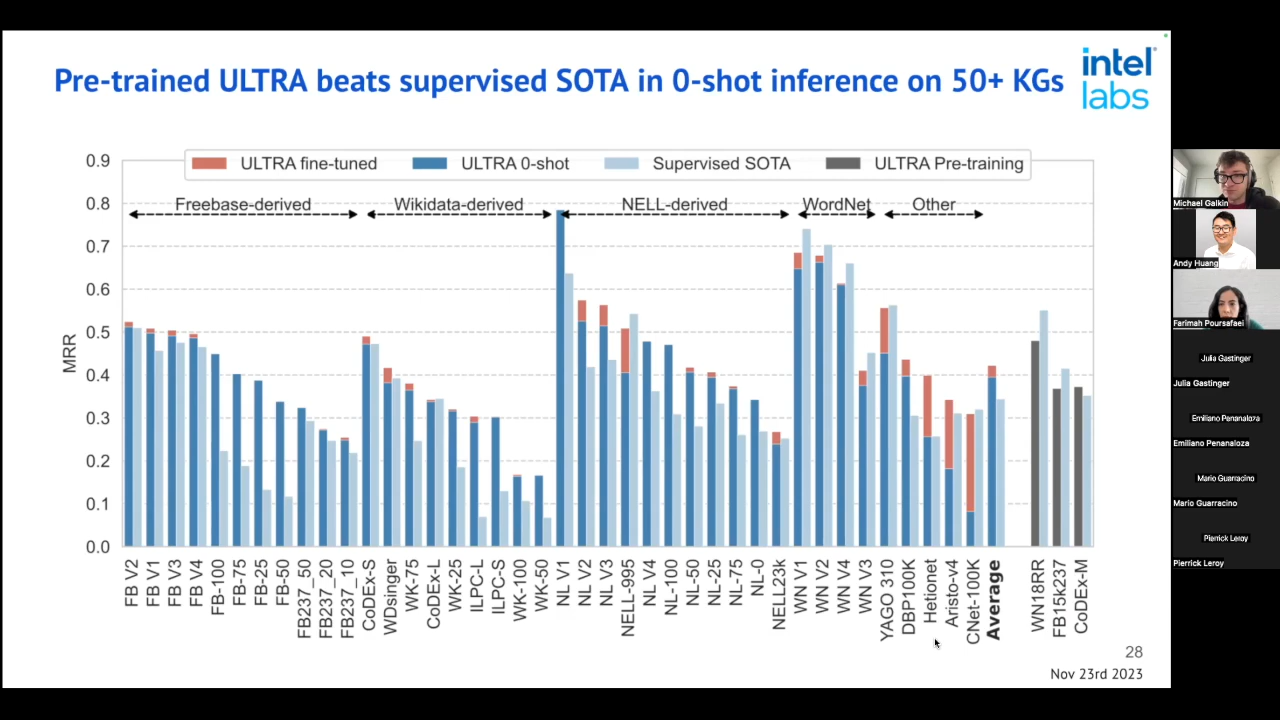 Pre-trained ULTRA beats supervised SOTA in 0-shot inference on 50+ KGs
intel
labs
ULTRA fine-tuned
ULTRA 0-shot
Supervised SOTA
ULTRA Pre-training
Freebase-derived
Wikidata-derived
NELL-derived
WordNet
Other
MRR
0.9
0.8
0.7
0.6
0.5
0.4
0.3
0.2
0.1
0.0
FB V2
FB V1
FB V3
FB V4
FB-100
FB-75
FB-25
FB-50
FB237_50
FB237_20
FB237_10
CoDEx-S
WDsinger
WK-75
CoDEx-L
WK-25
ILPC-L
ILPC-S
WK-100
WK-50
NL V1
NL V2
NL V3
NELL-995
NL V4
NL-100
NL-50
NL-25
NL-75
NL-0
NELL23k
WN V1
WN V2
WN V4
WN V3
YAGO 310
DBP100K
Hetionet
Aristo-v4
CNet-100K
Average
WN18RR
FB15k237
CoDEx-M
28
Nov 23rd 2023
Michael Galkin
Andy Huang
Farimah Poursafaei
Julia Gastinger
Julia Gastinger
Emiliano Penanaloza
Emiliano Penanaloza
Mario Guarracino
Mario Guarracino
Pierrick Leroy
Pierrick Leroy